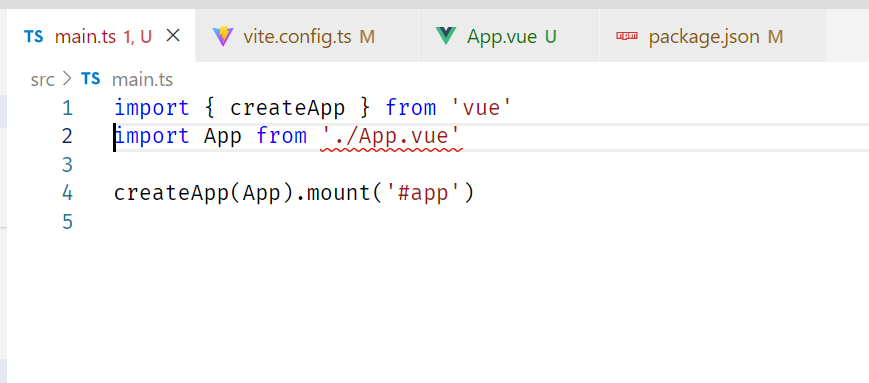 TS main.ts 1, U vite.config.ts M App.vue U npm package.json M
src TS main.ts
1 import { createApp } from 'vue'
2 import App from './App.vue'
3
4 createApp(App).mount('#app')
5